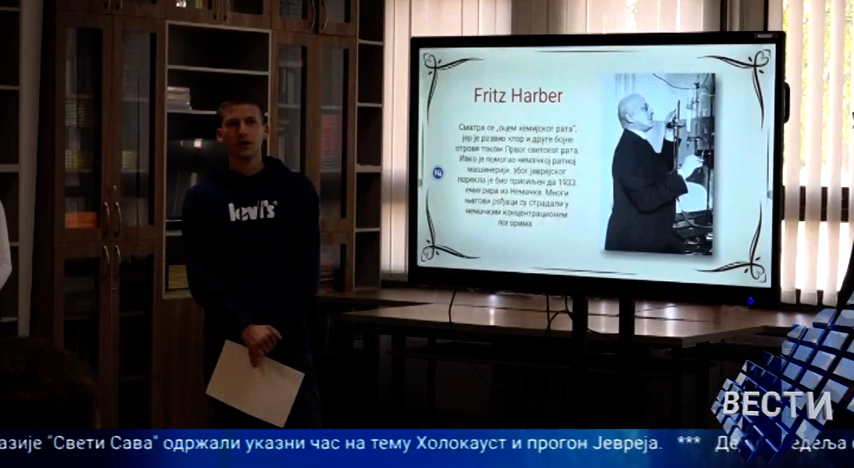 Fritz Harber
Сматра се „оцем хемијског рата“,
јер је развио хлор и друге бојне
отрове током Првог светског рата.
Иако је помогао немачкој ратној
машинерији, због јеврејског
порекла је био присиљен да 1933.
емигрира из Немачке. Многи
његови рођаци су страдали у
немачким концентрационим
логорима.
levi's
ВЕСТИ
азије "Свети Сава" одржали указни час на тему Холокауст и прогон Јевреја. *** Де